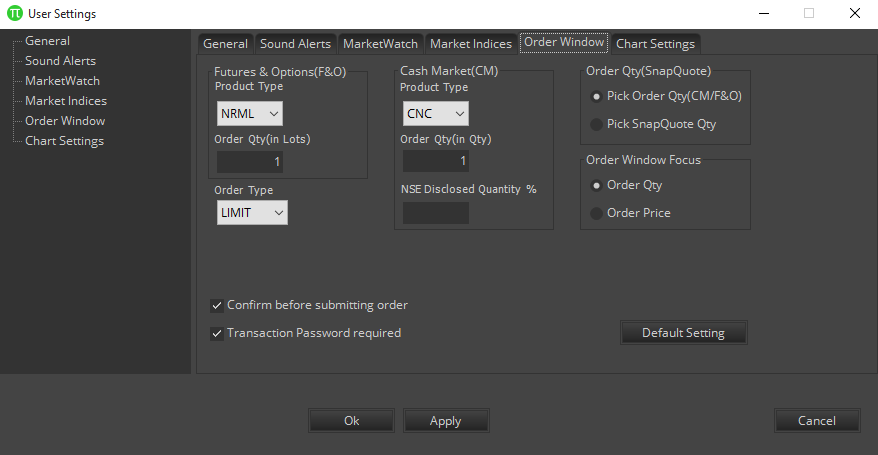 User Settings
General
Sound Alerts
MarketWatch
Market Indices
Order Window
Chart Settings
General
Sound Alerts
MarketWatch
Market Indices
Order Window
Chart Settings
Futures & Options(F&O)
Product Type
NRML
Order Qty(in Lots)
1
Order Type
LIMIT
Cash Market(CM)
Product Type
CNC
Order Qty(in Qty)
1
NSE Disclosed Quantity %
Order Qty(SnapQuote)
Pick Order Qty(CM/F&O)
Pick SnapQuote Qty
Order Window Focus
Order Qty
Order Price
Confirm before submitting order
Transaction Password required
Default Setting
Ok
Apply
Cancel